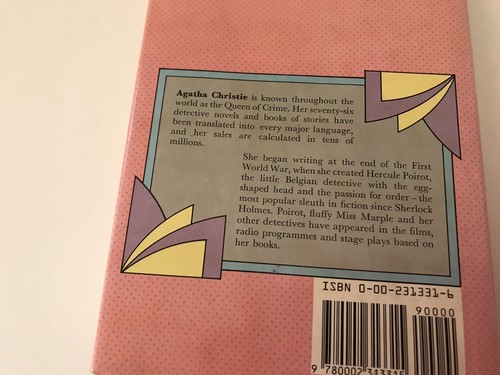 Agatha Christie is known throughout the
world as the Queen of Crime. Her seventy-six
detective novels and books of stories have
been translated into every major language,
and her sales are calculated in tens of
millions.
She began writing at the end of the First
World War, when she created Hercule Poirot,
the little Belgian detective with the egg-
shaped head and the passion for order – the
most popular sleuth in fiction since Sherlock
Holmes. Poirot, fluffy Miss Marple and her
other detectives have appeared in the films,
radio programmes and stage plays based on
her books.
ISBN 0-00-231331-6
90000
9 780002 313315